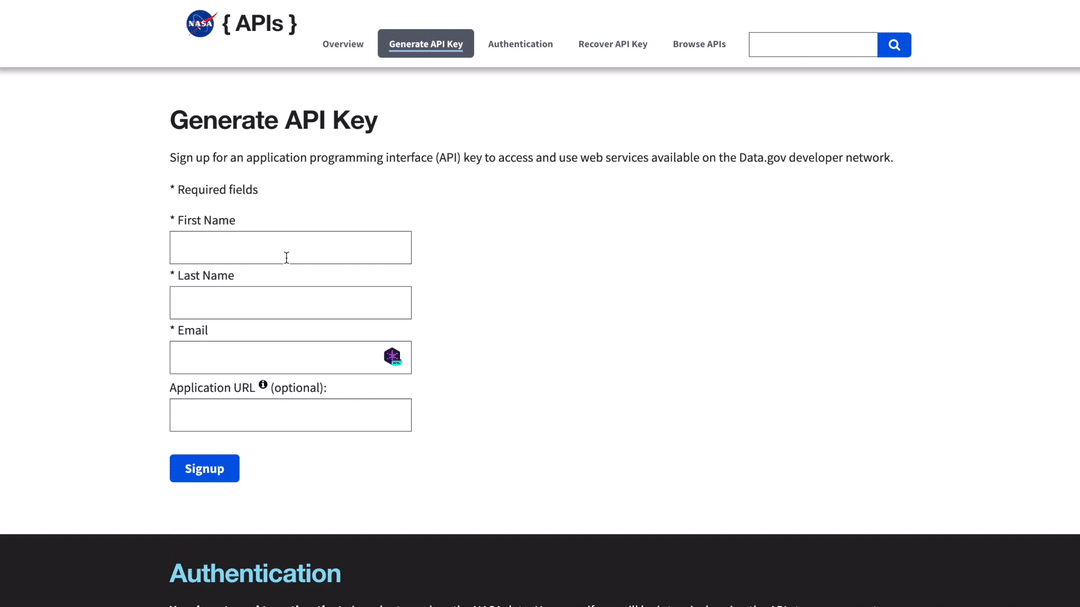 NASA { APIs }
Overview Generate API Key Authentication Recover API Key Browse APIs
Generate API Key
Sign up for an application programming interface (API) key to access and use web services available on the Data.gov developer network.
* Required fields
* First Name
* Last Name
* Email
Application URL (optional):
Signup
Authentication